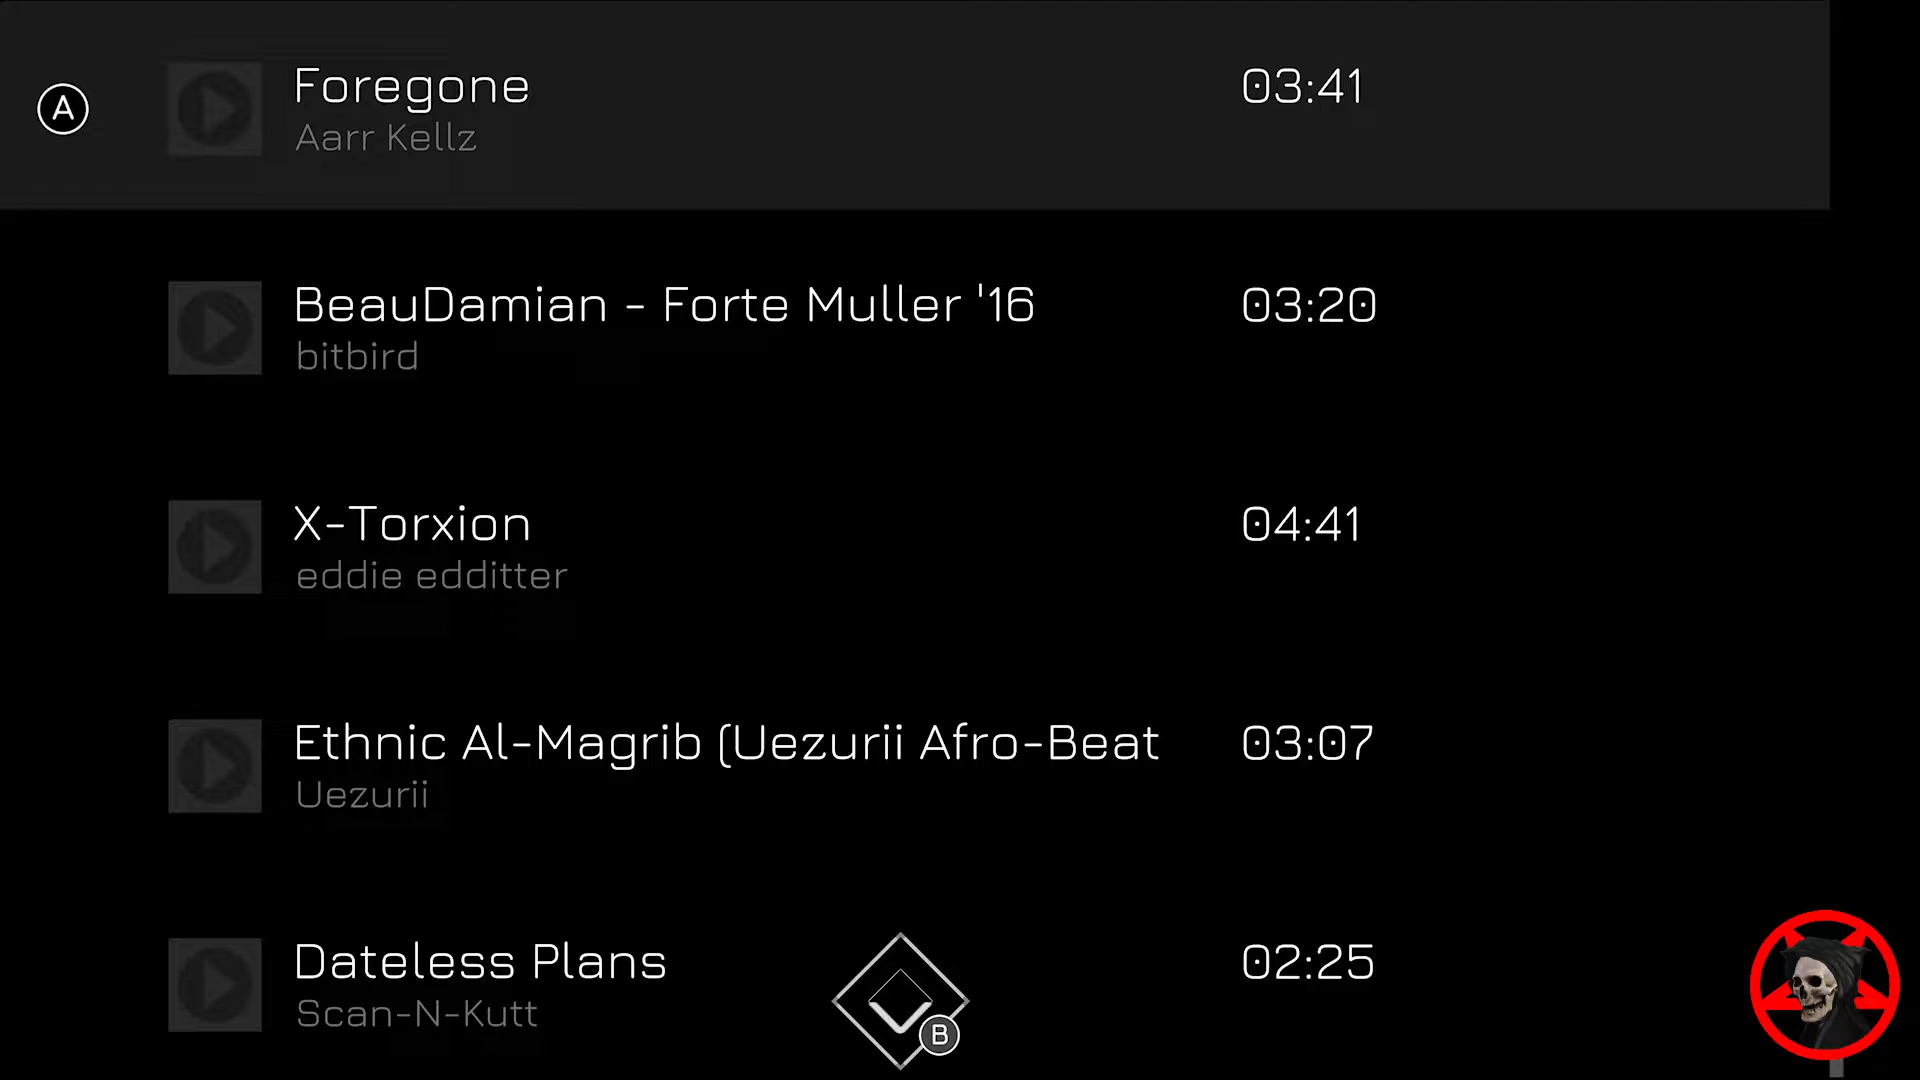 A
Foregone
03:41
Aarr Kellz
BeauDamian - Forte Muller '16
03:20
bitbird
X-Torxion
04:41
eddie edditter
Ethnic Al-Magrib (Uezurii Afro-Beat
03:07
Uezurii
Dateless Plans
02:25
Scan-N-Kutt
B